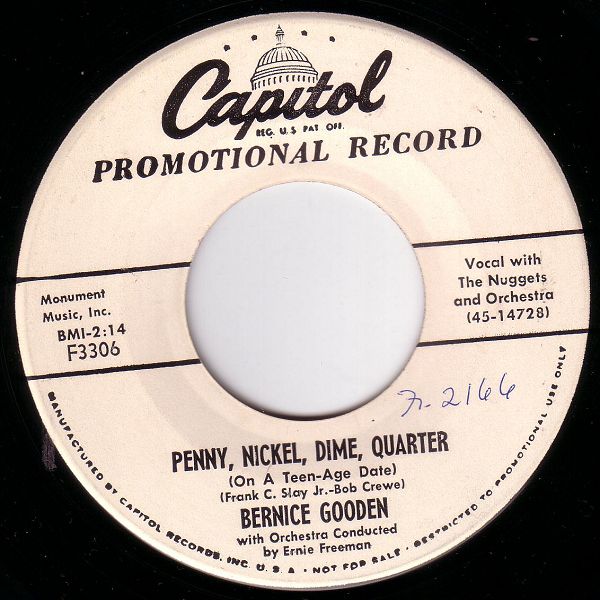 Capitol
REG. U.S. PAT. OFF.
PROMOTIONAL RECORD
Monument
Music, Inc.
BMI-2:14
F3306
Vocal with
The Nuggets
and Orchestra
(45-14728)
Fr-2166
PENNY, NICKEL, DIME, QUARTER
(On A Teen-Age Date)
(Frank C. Slay Jr.-Bob Crewe)
BERNICE GOODEN
with Orchestra Conducted
by Ernie Freeman
MANUFACTURED BY CAPITOL RECORDS, INC. U.S.A. - NOT FOR SALE - RESTRICTED TO PROMOTIONAL USE ONLY